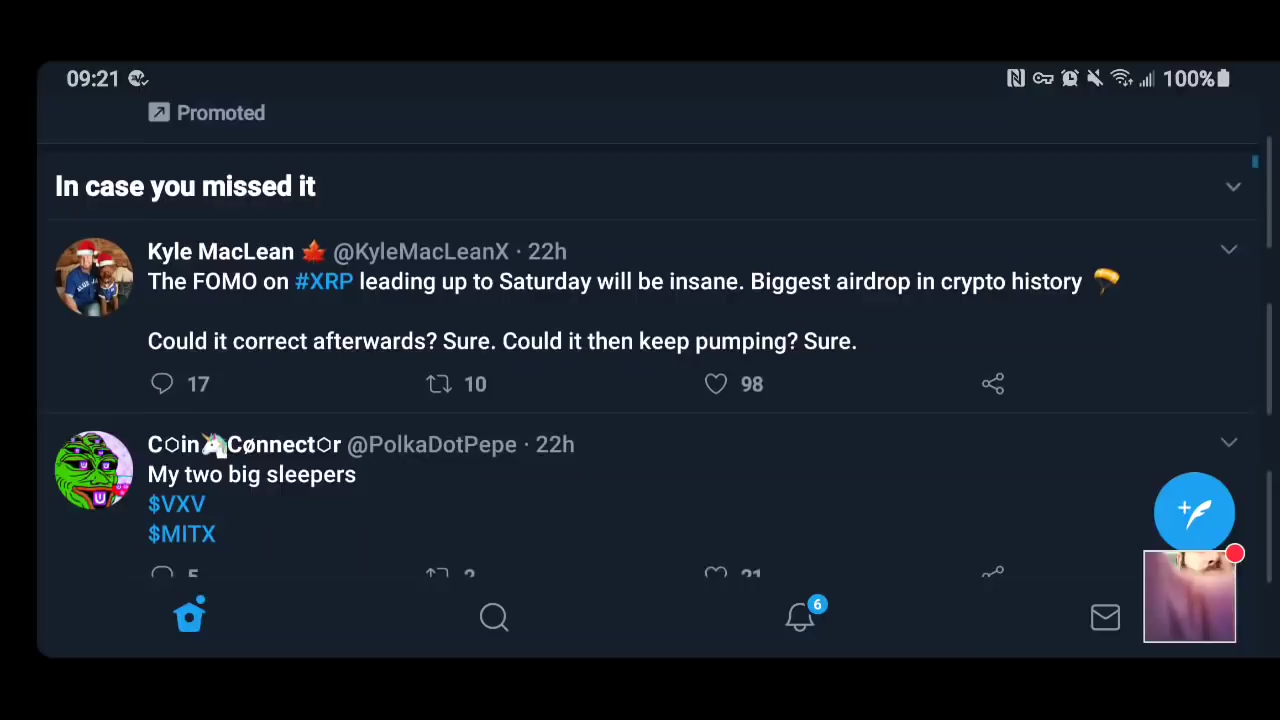 09:21 100%
Promoted
In case you missed it
Kyle MacLean 🍁 @KyleMacLeanX · 22h
The FOMO on #XRP leading up to Saturday will be insane. Biggest airdrop in crypto history 🪂
Could it correct afterwards? Sure. Could it then keep pumping? Sure.
17 10 98
C⬡in🦄Cønnect⬡r @PolkaDotPepe · 22h
My two big sleepers
$VXV
$MITX
5 2 21
6